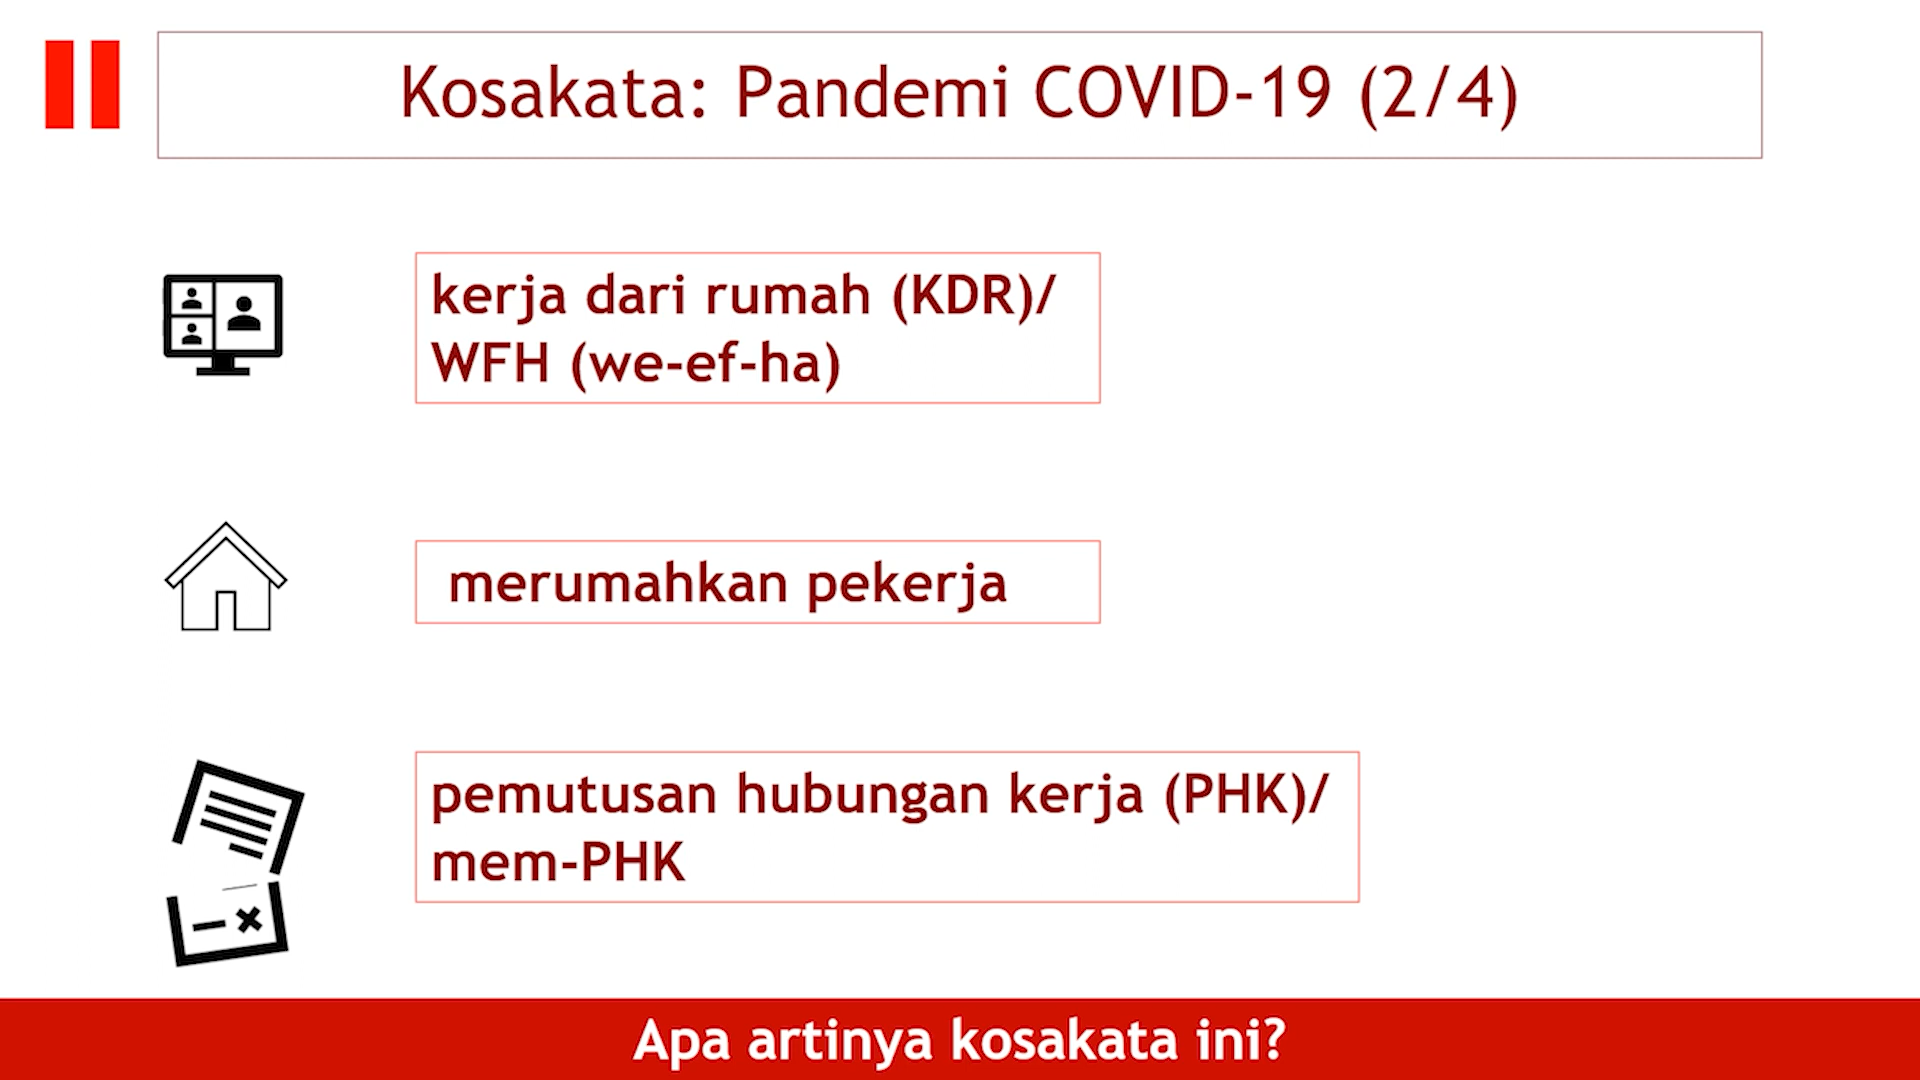 Kosakata: Pandemi COVID-19 (2/4)
kerja dari rumah (KDR)/
WFH (we-ef-ha)
merumahkan pekerja
pemutusan hubungan kerja (PHK)/
mem-PHK
Apa artinya kosakata ini?